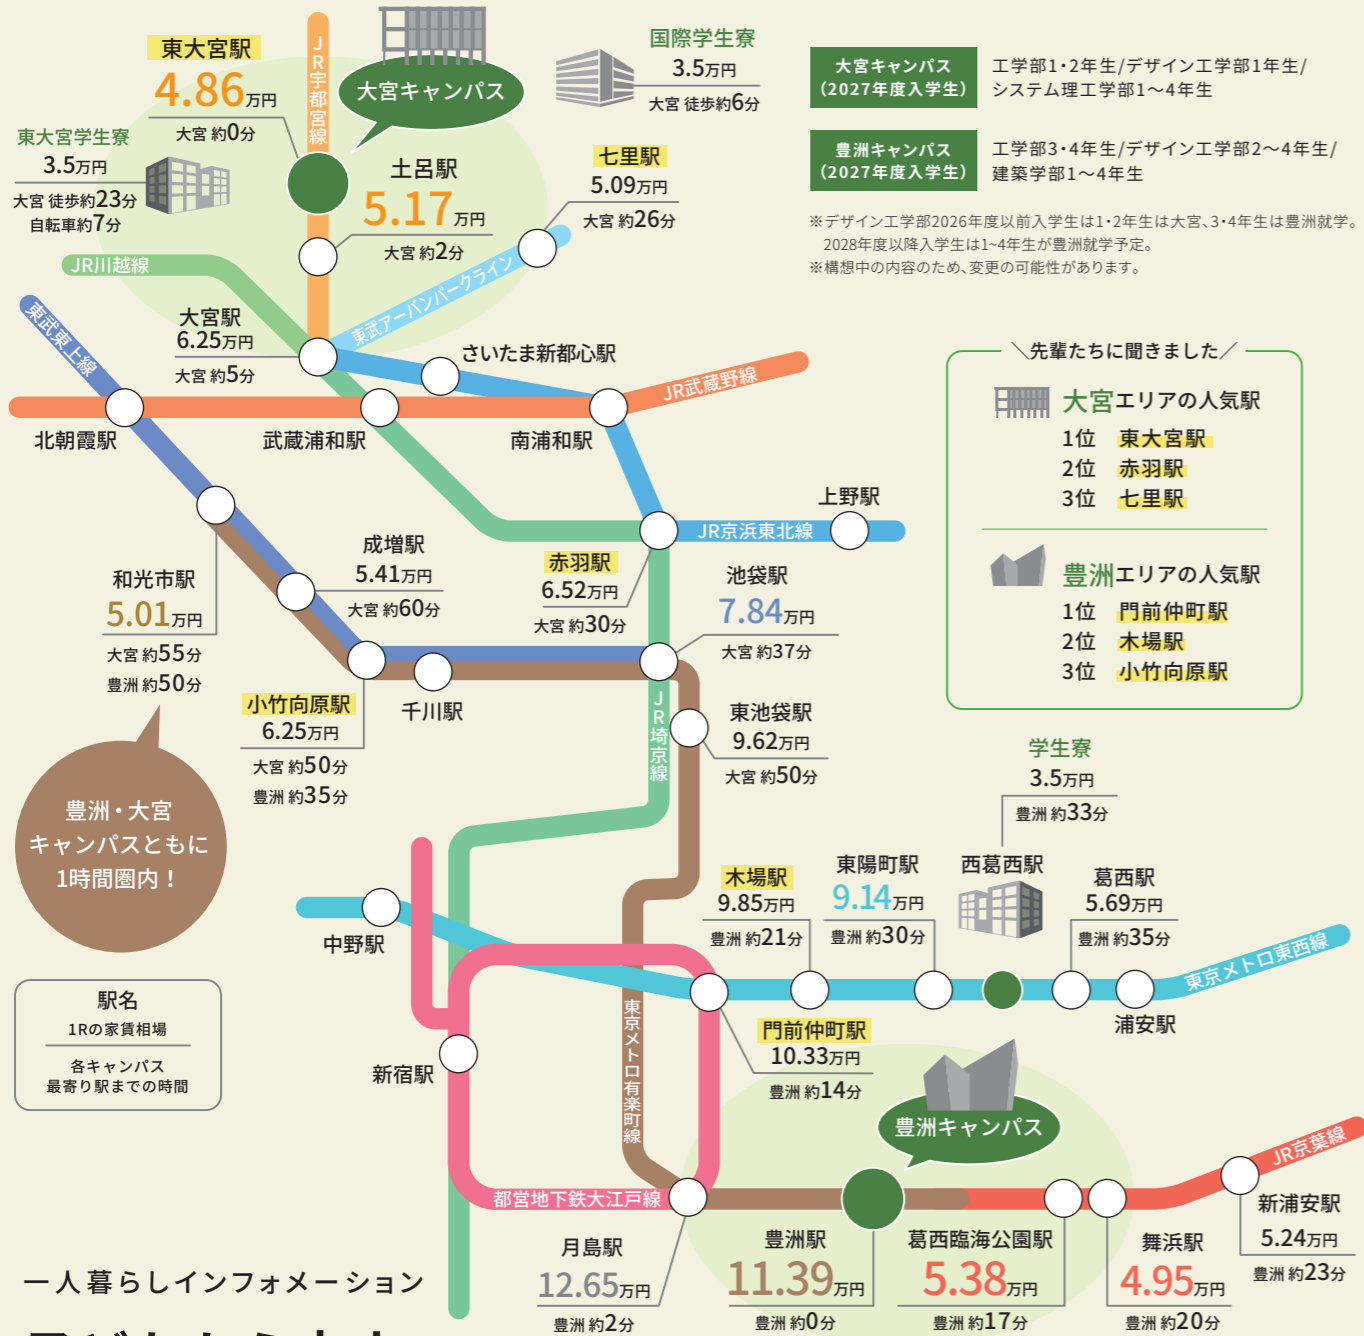 東大宮駅
4.86万円
大宮 約0分
JR宇都宮線
大宮キャンパス
国際学生寮
3.5万円
大宮 徒歩約6分
大宮キャンパス
(2027年度入学生)
工学部1・2年生/デザイン工学部1年生/
システム理工学部1〜4年生
豊洲キャンパス
(2027年度入学生)
工学部3・4年生/デザイン工学部2〜4年生/
建築学部1〜4年生
※デザイン工学部2026年度以前入学生は1・2年生は大宮、3・4年生は豊洲就学。
2028年度以降入学生は1~4年生が豊洲就学予定。
※構想中の内容のため、変更の可能性があります。
東大宮学生寮
3.5万円
大宮 徒歩約23分
自転車約7分
土呂駅
5.17万円
大宮 約2分
七里駅
5.09万円
大宮 約26分
JR川越線
東武アーバンパークライン
東武東上線
大宮駅
6.25万円
大宮 約5分
さいたま新都心駅
JR武蔵野線
北朝霞駅
武蔵浦和駅
南浦和駅
＼先輩たちに聞きました／
大宮エリアの人気駅
1位 東大宮駅
2位 赤羽駅
3位 七里駅
豊洲エリアの人気駅
1位 門前仲町駅
2位 木場駅
3位 小竹向原駅
上野駅
JR京浜東北線
和光市駅
5.01万円
大宮 約55分
豊洲 約50分
成増駅
5.41万円
大宮 約60分
赤羽駅
6.52万円
大宮 約30分
池袋駅
7.84万円
大宮 約37分
小竹向原駅
6.25万円
大宮 約50分
豊洲 約35分
千川駅
JR埼京線
東池袋駅
9.62万円
大宮 約50分
豊洲・大宮
キャンパスともに
1時間圏内！
学生寮
3.5万円
豊洲 約33分
西葛西駅
中野駅
木場駅
9.85万円
豊洲 約21分
東陽町駅
9.14万円
豊洲 約30分
葛西駅
5.69万円
豊洲 約35分
東京メトロ東西線
浦安駅
駅名
1Rの家賃相場
各キャンパス
最寄り駅までの時間
新宿駅
東京メトロ有楽町線
門前仲町駅
10.33万円
豊洲 約14分
豊洲キャンパス
JR京葉線
都営地下鉄大江戸線
月島駅
12.65万円
豊洲 約2分
豊洲駅
11.39万円
豊洲 約0分
葛西臨海公園駅
5.38万円
豊洲 約17分
舞浜駅
4.95万円
豊洲 約20分
新浦安駅
5.24万円
豊洲 約23分
一人暮らしインフォメーション